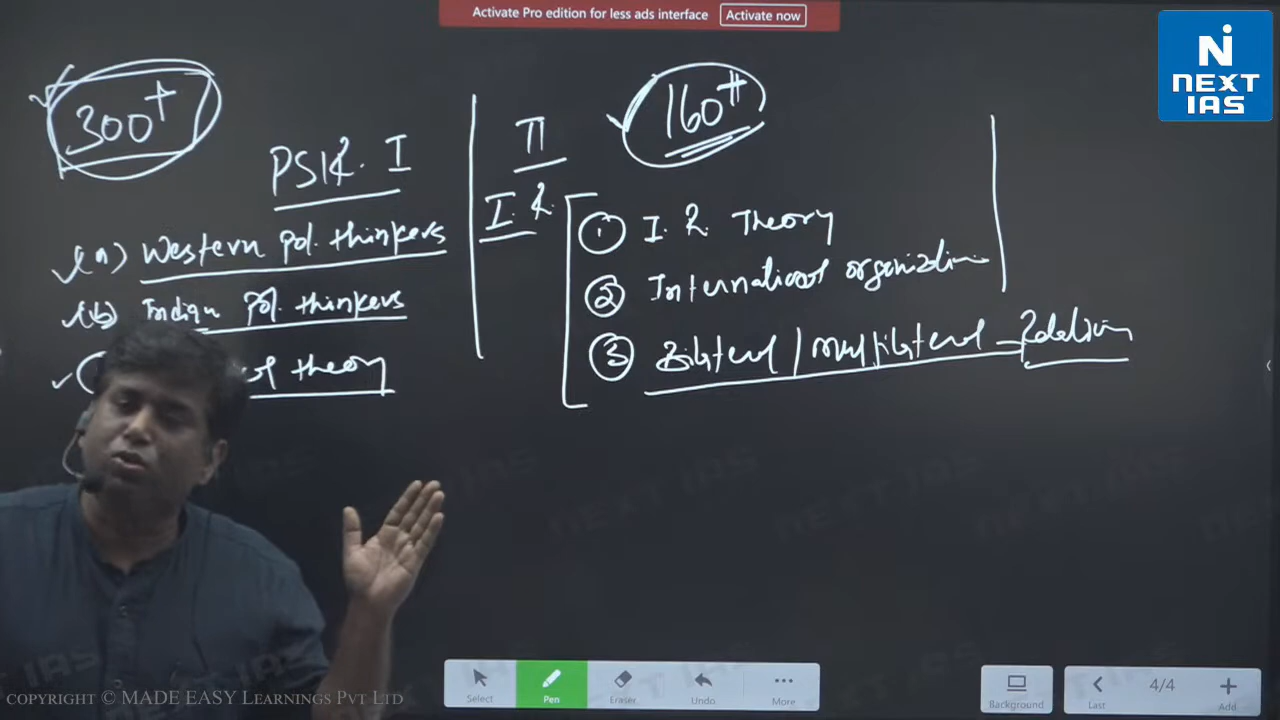 Activate Pro edition for less ads interface Activate now
NEXT
IAS
300+
160++
PSIR. I
II
I. R.
(a) Western pol. thinkers
(b) Indian pol. thinkers
theory
① I. R. Theory
② International organization
③ Bilateral / multilateral Relation
COPYRIGHT © MADE EASY LEARNINGS PVT LTD
Select Pen Eraser Undo More
Background
Last 4/4 Add